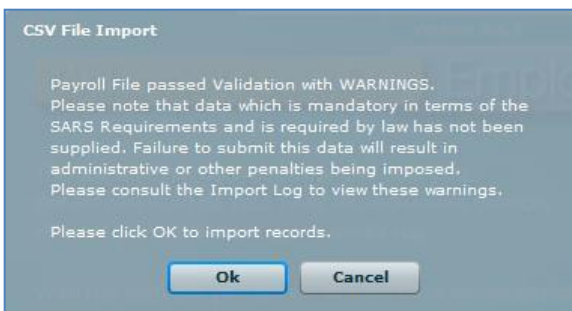 CSV File Import
Payroll File passed Validation with WARNINGS.
Please note that data which is mandatory in terms of the
SARS Requirements and is required by law has not been
supplied. Failure to submit this data will result in
administrative or other penalties being imposed.
Please consult the Import Log to view these warnings.
Please click OK to import records.
Ok
Cancel